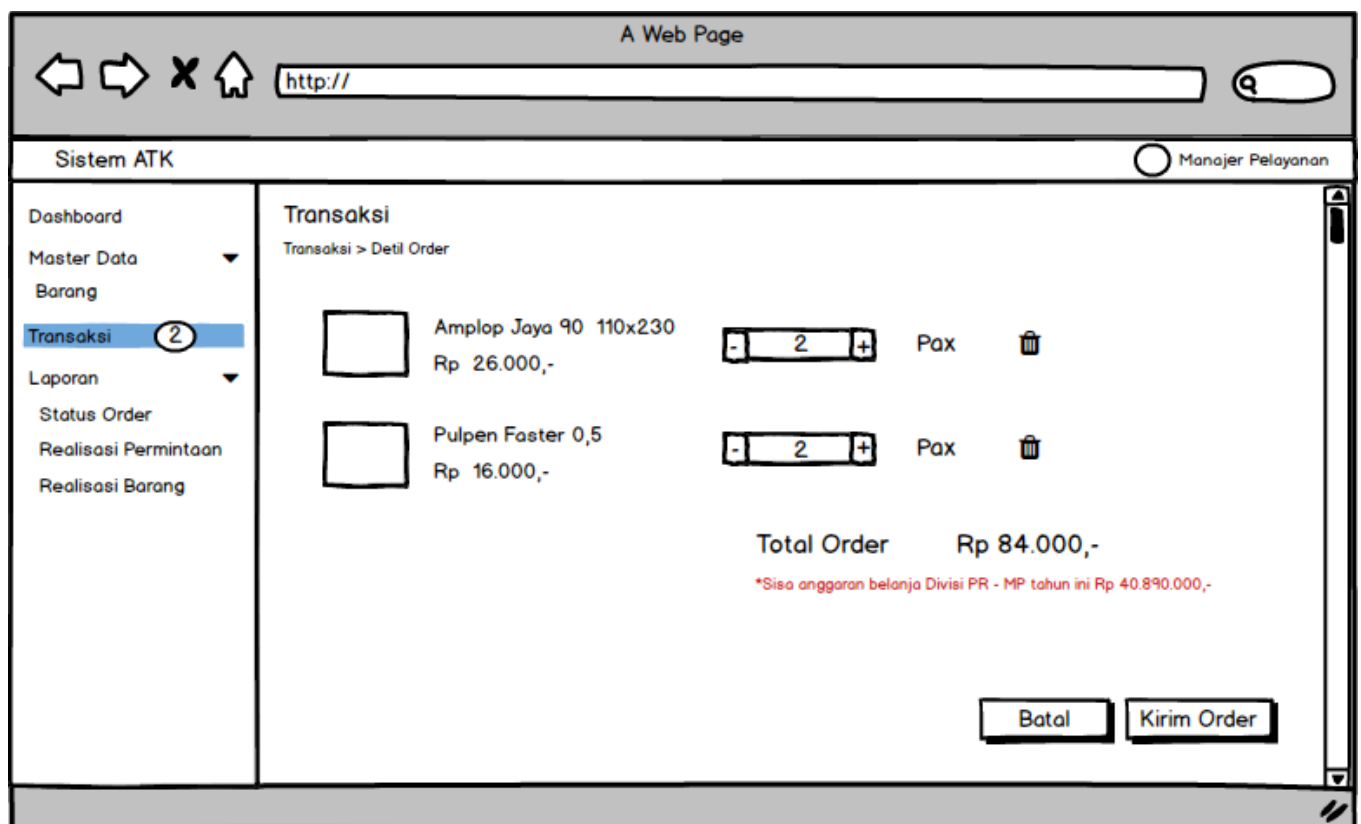 A Web Page
http://
Sistem ATK
Manajer Pelayanan
Dashboard
Master Data
Barang
Transaksi 2
Laporan
Status Order
Realisasi Permintaan
Realisasi Barang
Transaksi
Transaksi > Detil Order
Amplop Jaya 90 110x230
Rp 26.000,-
- 2 + Pax
Pulpen Faster 0,5
Rp 16.000,-
- 2 + Pax
Total Order Rp 84.000,-
*Sisa anggaran belanja Divisi PR - MP tahun ini Rp 40.890.000,-
Batal Kirim Order